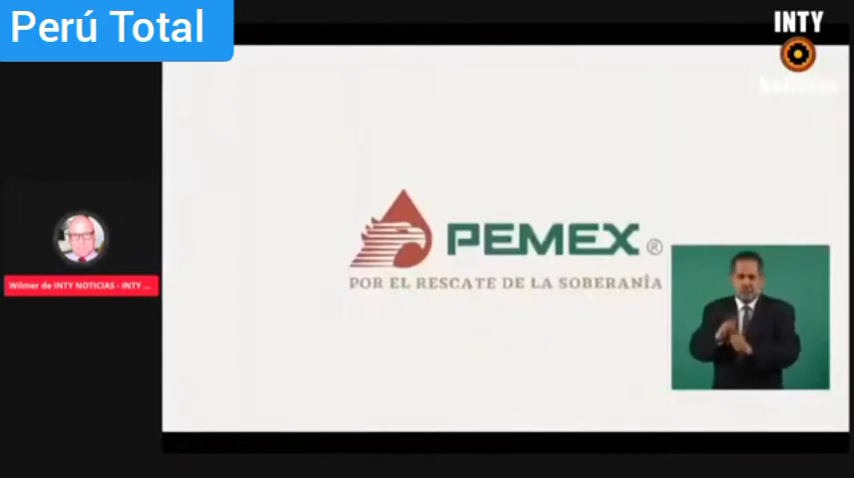 Perú Total
INTY
Wilmer de INTY NOTICIAS - INTY ...
PEMEX®
POR EL RESCATE DE LA SOBERANÍA